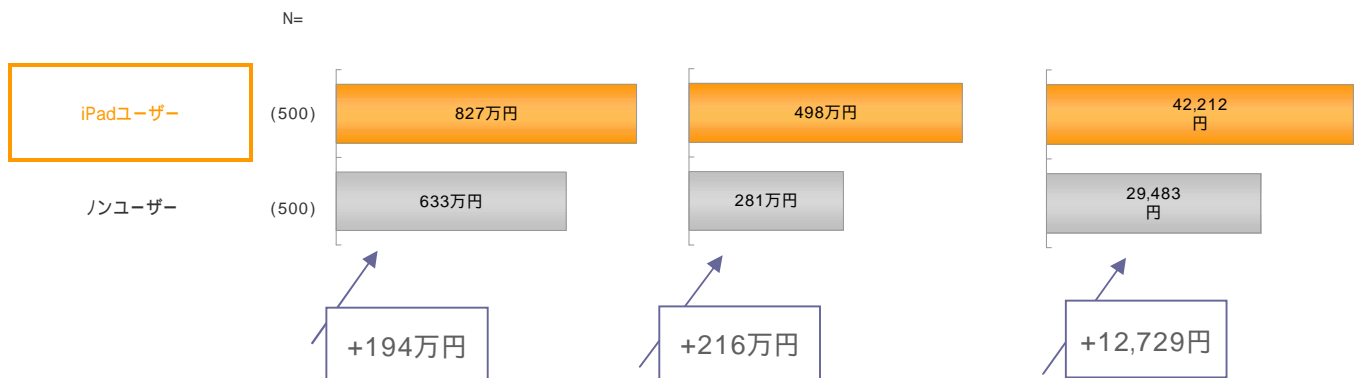 N=
iPadユーザー (500) 827万円 498万円 42,212
円
ノンユーザー (500) 633万円 281万円 29,483
円
+194万円 +216万円 +12,729円